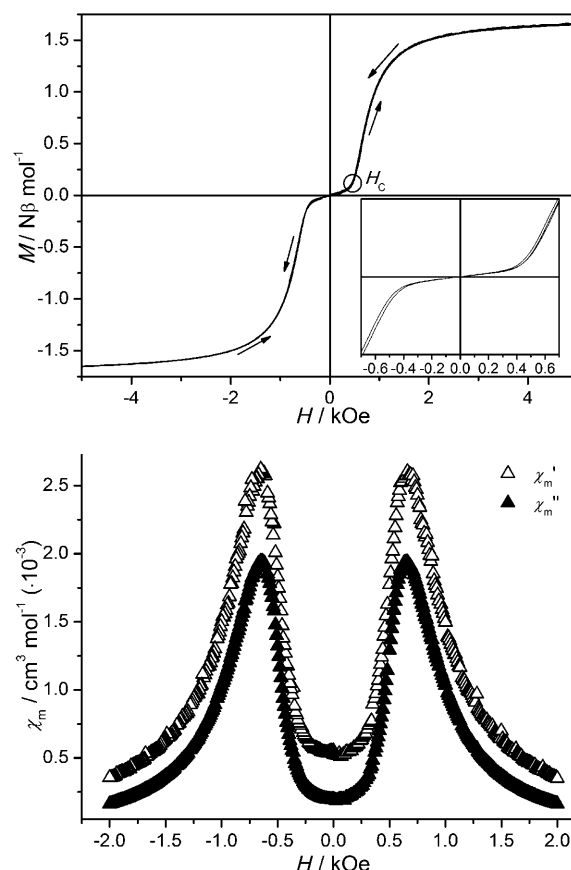 1.5
1.0
0.5
0.0
-0.5
-1.0
-1.5
M / Nβ mol⁻¹
H_C
-0.6 -0.4 -0.2 0.0 0.2 0.4 0.6
-4 -2 0 2 4
H / kOe
2.5
2.0
1.5
1.0
0.5
χm / cm³ mol⁻¹ (·10⁻³)
△ χm'
▲ χm"
-2.0 -1.5 -1.0 -0.5 0.0 0.5 1.0 1.5 2.0
H / kOe